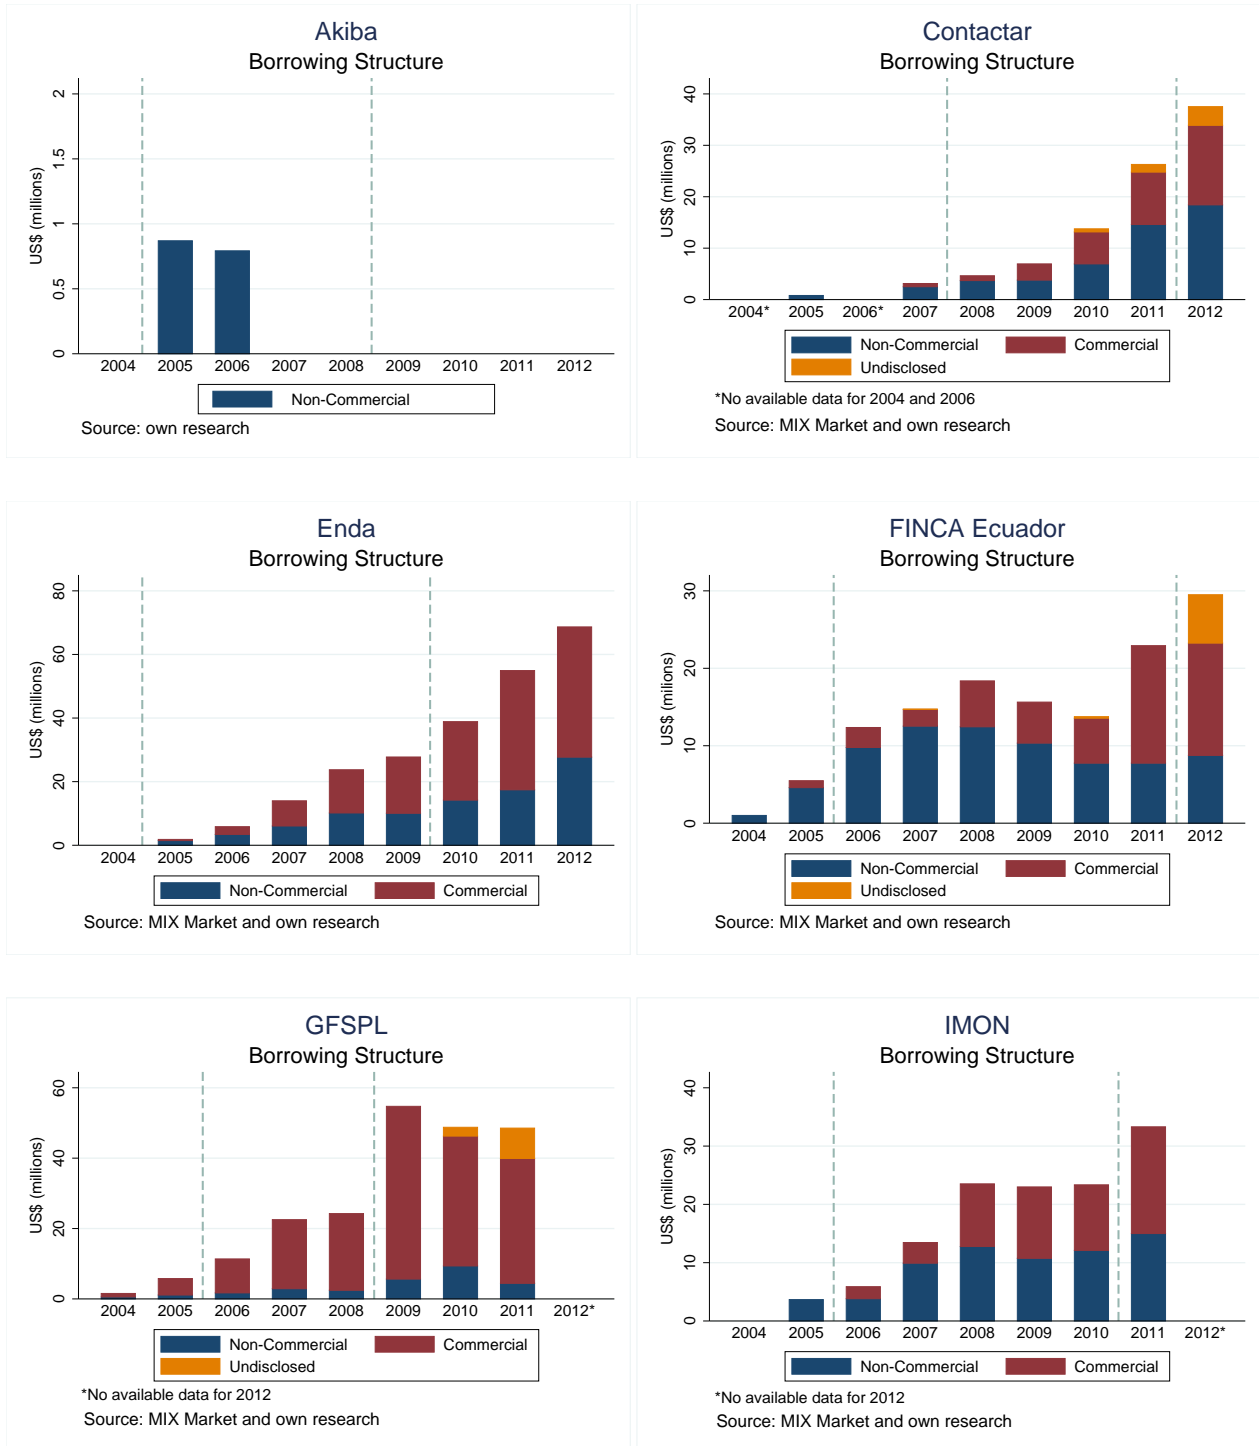 Akiba
Borrowing Structure
US$ (millions)
2
1.5
1
0.5
0
2004 2005 2006 2007 2008 2009 2010 2011 2012
Non-Commercial
Source: own research
Contactar
Borrowing Structure
US$ (millions)
40
30
20
10
0
2004* 2005 2006* 2007 2008 2009 2010 2011 2012
Non-Commercial Commercial
Undisclosed
*No available data for 2004 and 2006
Source: MIX Market and own research
Enda
Borrowing Structure
US$ (millions)
80
60
40
20
0
2004 2005 2006 2007 2008 2009 2010 2011 2012
Non-Commercial Commercial
Source: MIX Market and own research
FINCA Ecuador
Borrowing Structure
US$ (milions)
30
20
10
0
2004 2005 2006 2007 2008 2009 2010 2011 2012
Non-Commercial Commercial
Undisclosed
Source: MIX Market and own research
GFSPL
Borrowing Structure
US$ (millions)
60
40
20
0
2004 2005 2006 2007 2008 2009 2010 2011 2012*
Non-Commercial Commercial
Undisclosed
*No available data for 2012
Source: MIX Market and own research
IMON
Borrowing Structure
US$ (millions)
40
30
20
10
0
2004 2005 2006 2007 2008 2009 2010 2011 2012*
Non-Commercial Commercial
*No available data for 2012
Source: MIX Market and own research